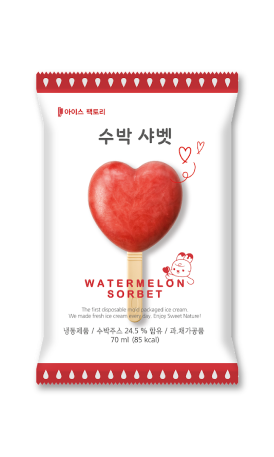 아이스 팩토리
수박 샤벳
WATERMELON
SORBET
The first disposable mold packaged ice cream.
We made fresh ice cream every day. Enjoy Sweet Nature!
냉동제품 / 수박주스 24.5 % 함유 / 과.채가공품
70 ml (85 kcal)